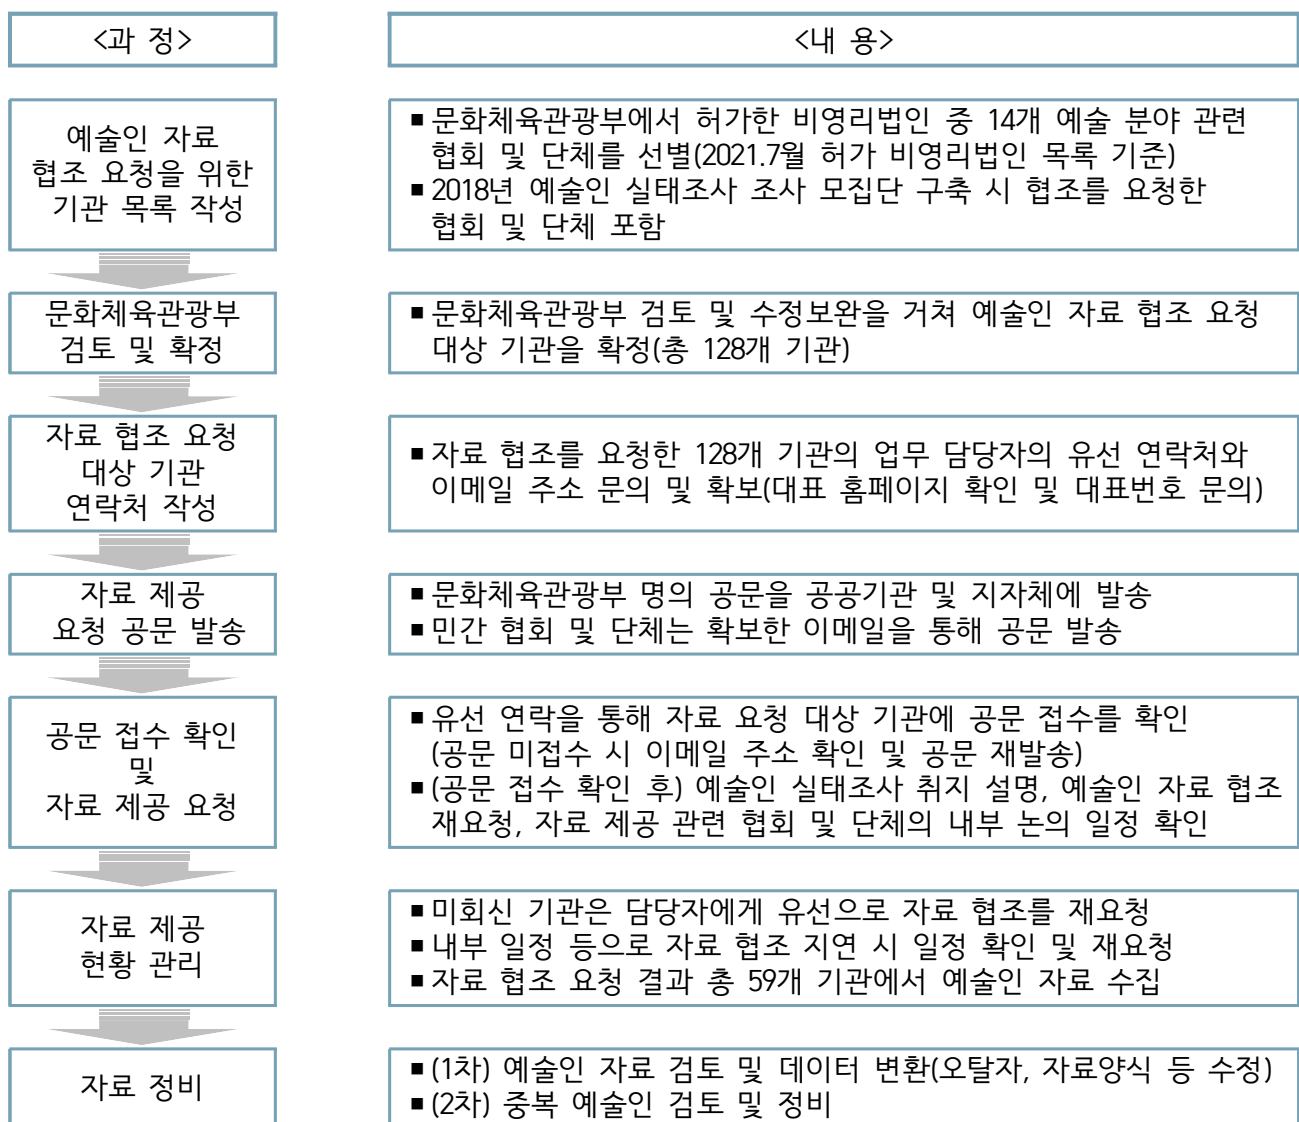 <과 정>
<내 용>
예술인 자료
협조 요청을 위한
기관 목록 작성
▪ 문화체육관광부에서 허가한 비영리법인 중 14개 예술 분야 관련
협회 및 단체를 선별(2021.7월 허가 비영리법인 목록 기준)
▪ 2018년 예술인 실태조사 조사 모집단 구축 시 협조를 요청한
협회 및 단체 포함
문화체육관광부
검토 및 확정
▪ 문화체육관광부 검토 및 수정보완을 거쳐 예술인 자료 협조 요청
대상 기관을 확정(총 128개 기관)
자료 협조 요청
대상 기관
연락처 작성
▪ 자료 협조를 요청한 128개 기관의 업무 담당자의 유선 연락처와
이메일 주소 문의 및 확보(대표 홈페이지 확인 및 대표번호 문의)
자료 제공
요청 공문 발송
▪ 문화체육관광부 명의 공문을 공공기관 및 지자체에 발송
▪ 민간 협회 및 단체는 확보한 이메일을 통해 공문 발송
공문 접수 확인
및
자료 제공 요청
▪ 유선 연락을 통해 자료 요청 대상 기관에 공문 접수를 확인
(공문 미접수 시 이메일 주소 확인 및 공문 재발송)
▪ (공문 접수 확인 후) 예술인 실태조사 취지 설명, 예술인 자료 협조
재요청, 자료 제공 관련 협회 및 단체의 내부 논의 일정 확인
자료 제공
현황 관리
▪ 미회신 기관은 담당자에게 유선으로 자료 협조를 재요청
▪ 내부 일정 등으로 자료 협조 지연 시 일정 확인 및 재요청
▪ 자료 협조 요청 결과 총 59개 기관에서 예술인 자료 수집
자료 정비
▪ (1차) 예술인 자료 검토 및 데이터 변환(오탈자, 자료양식 등 수정)
▪ (2차) 중복 예술인 검토 및 정비